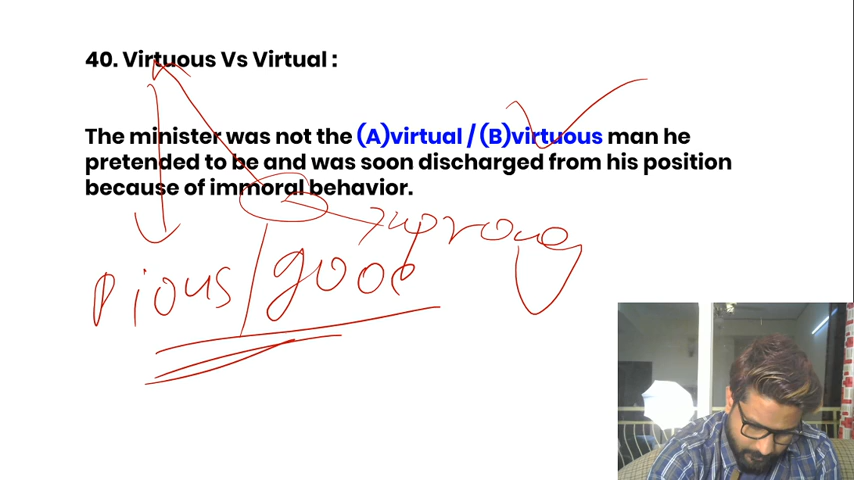 40. Virtuous Vs Virtual :
The minister was not the (A)virtual / (B)virtuous man he
pretended to be and was soon discharged from his position
because of immoral behavior.
wrong
pious/good